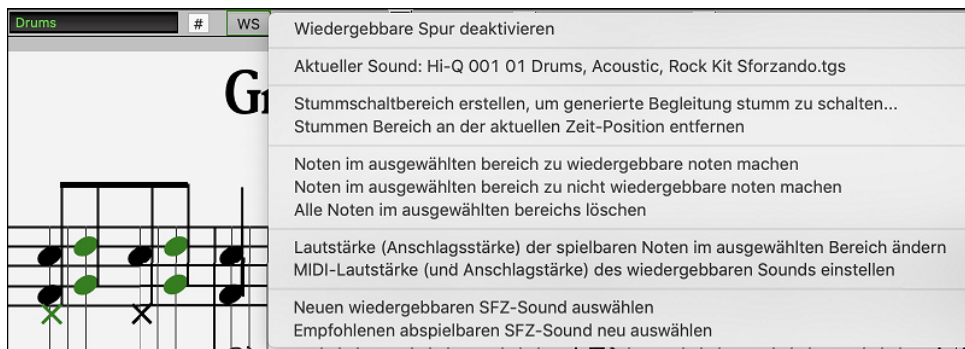 Drums # WS
Wiedergebbare Spur deaktivieren
Aktueller Sound: Hi-Q 001 01 Drums, Acoustic, Rock Kit Sforzando.tgs
Stummschaltbereich erstellen, um generierte Begleitung stumm zu schalten...
Stummen Bereich an der aktuellen Zeit-Position entfernen
Noten im ausgewählten bereich zu wiedergebbare noten machen
Noten im ausgewählten bereich zu nicht wiedergebbare noten machen
Alle Noten im ausgewählten bereichs löschen
Lautstärke (Anschlagsstärke) der spielbaren Noten im ausgewählten Bereich ändern
MIDI-Lautstärke (und Anschlagtärke) des wiedergebbaren Sounds einstellen
Neuen wiedergebbaren SFZ-Sound auswählen
Empfohlenen abspielbaren SFZ-Sound neu auswählen